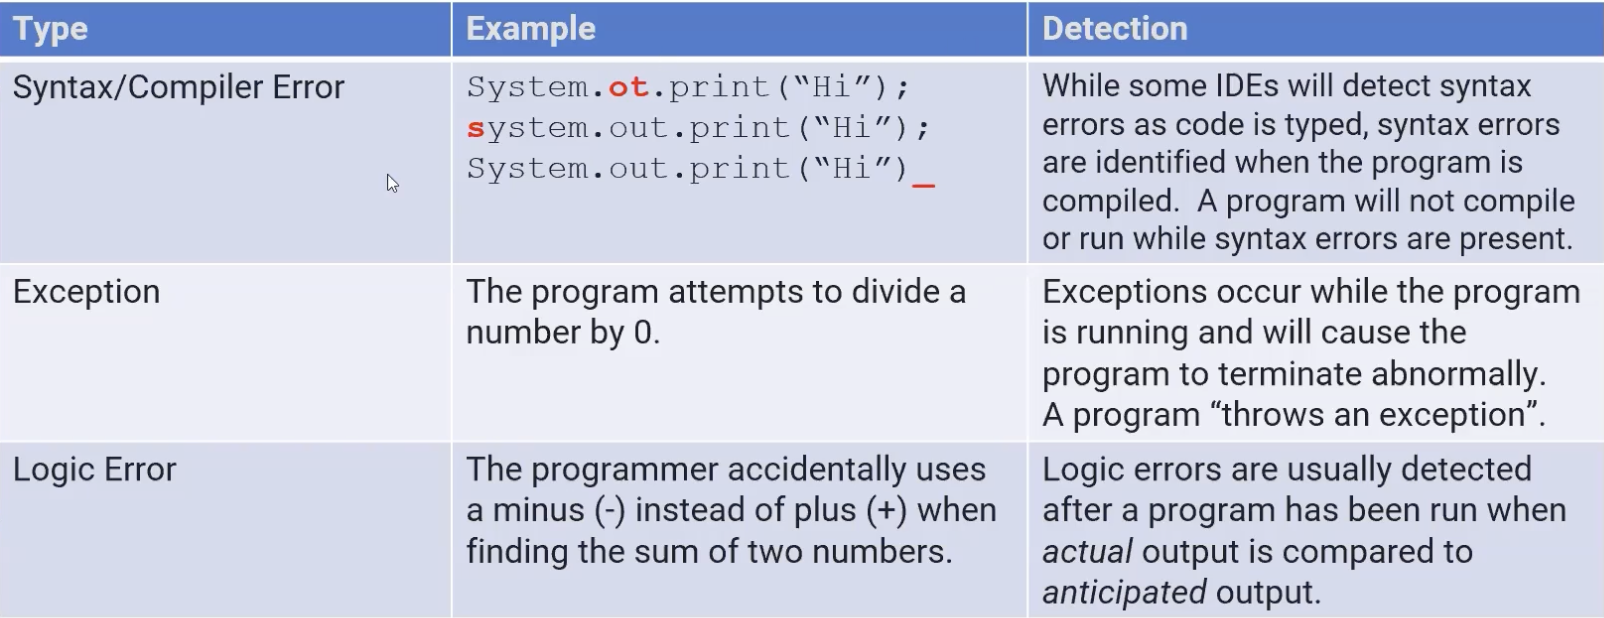 Type
Example
Detection
Syntax/Compiler Error
System.ot.print(“Hi”);
system.out.print(“Hi”);
System.out.print(“Hi”)_
While some IDEs will detect syntax
errors as code is typed, syntax errors
are identified when the program is
compiled.  A program will not compile
or run while syntax errors are present.
Exception
The program attempts to divide a
number by 0.
Exceptions occur while the program
is running and will cause the
program to terminate abnormally.
A program “throws an exception”.
Logic Error
The programmer accidentally uses
a minus (-) instead of plus (+) when
finding the sum of two numbers.
Logic errors are usually detected
after a program has been run when
actual output is compared to
anticipated output.